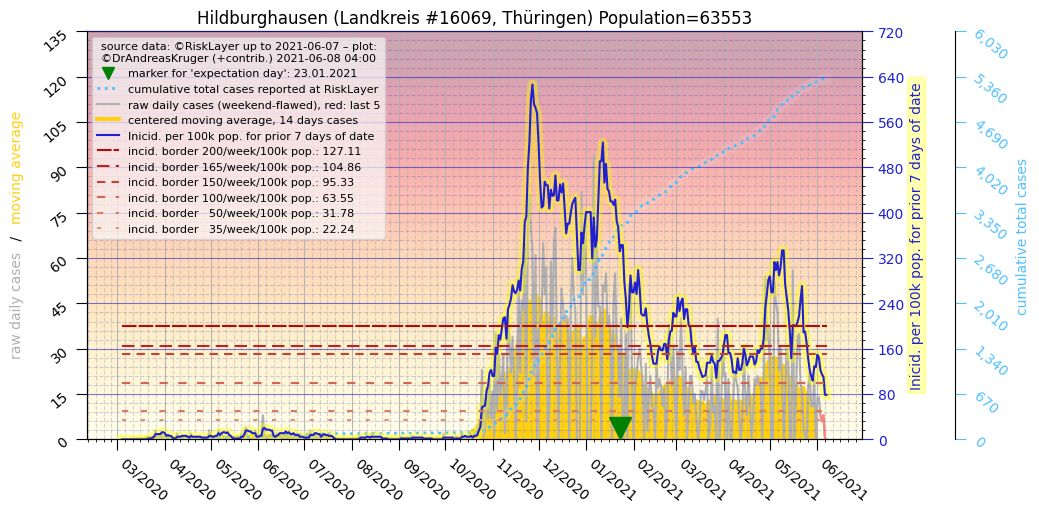 Hildburghausen (Landkreis #16069, Thüringen) Population=63553
source data: ©RiskLayer up to 2021-06-07 – plot:
©DrAndreasKruger (+contrib.) 2021-06-08 04:00
marker for 'expectation day': 23.01.2021
cumulative total cases reported at RiskLayer
raw daily cases (weekend-flawed), red: last 5
centered moving average, 14 days cases
Inicid. per 100k pop. for prior 7 days of date
incid. border 200/week/100k pop.: 127.11
incid. border 165/week/100k pop.: 104.86
incid. border 150/week/100k pop.: 95.33
incid. border 100/week/100k pop.: 63.55
incid. border   50/week/100k pop.: 31.78
incid. border   35/week/100k pop.: 22.24
raw daily cases  /  moving average
135
120
105
90
75
60
45
30
15
0
03/2020
04/2020
05/2020
06/2020
07/2020
08/2020
09/2020
10/2020
11/2020
12/2020
01/2021
02/2021
03/2021
04/2021
05/2021
06/2021
720
640
560
480
400
320
240
160
80
0
Inicid. per 100k pop. for prior 7 days of date
6,030
5,360
4,690
4,020
3,350
2,680
2,010
1,340
670
0
cumulative total cases